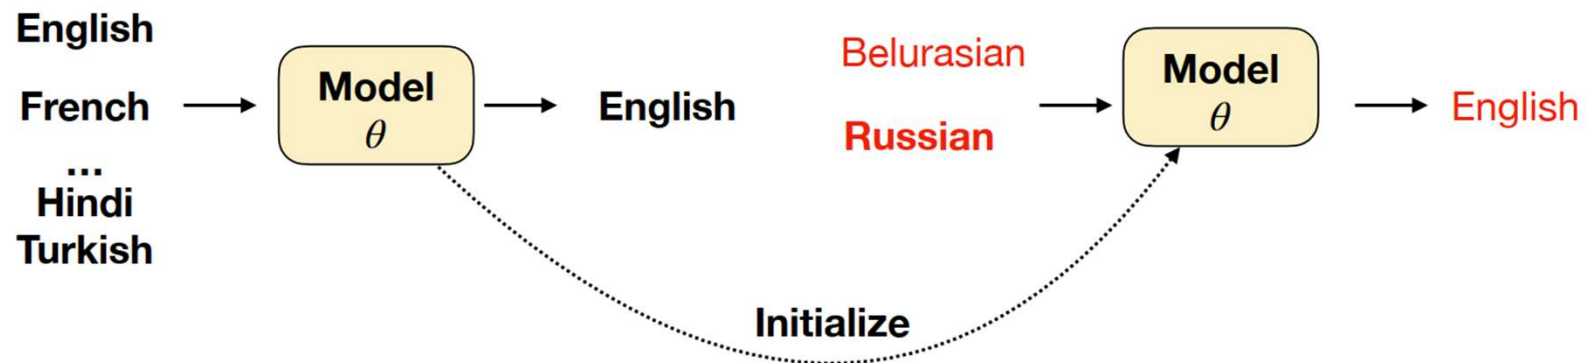 English
French
...
Hindi
Turkish
Model
θ
English
Initialize
Belurasian
Russian
Model
θ
English